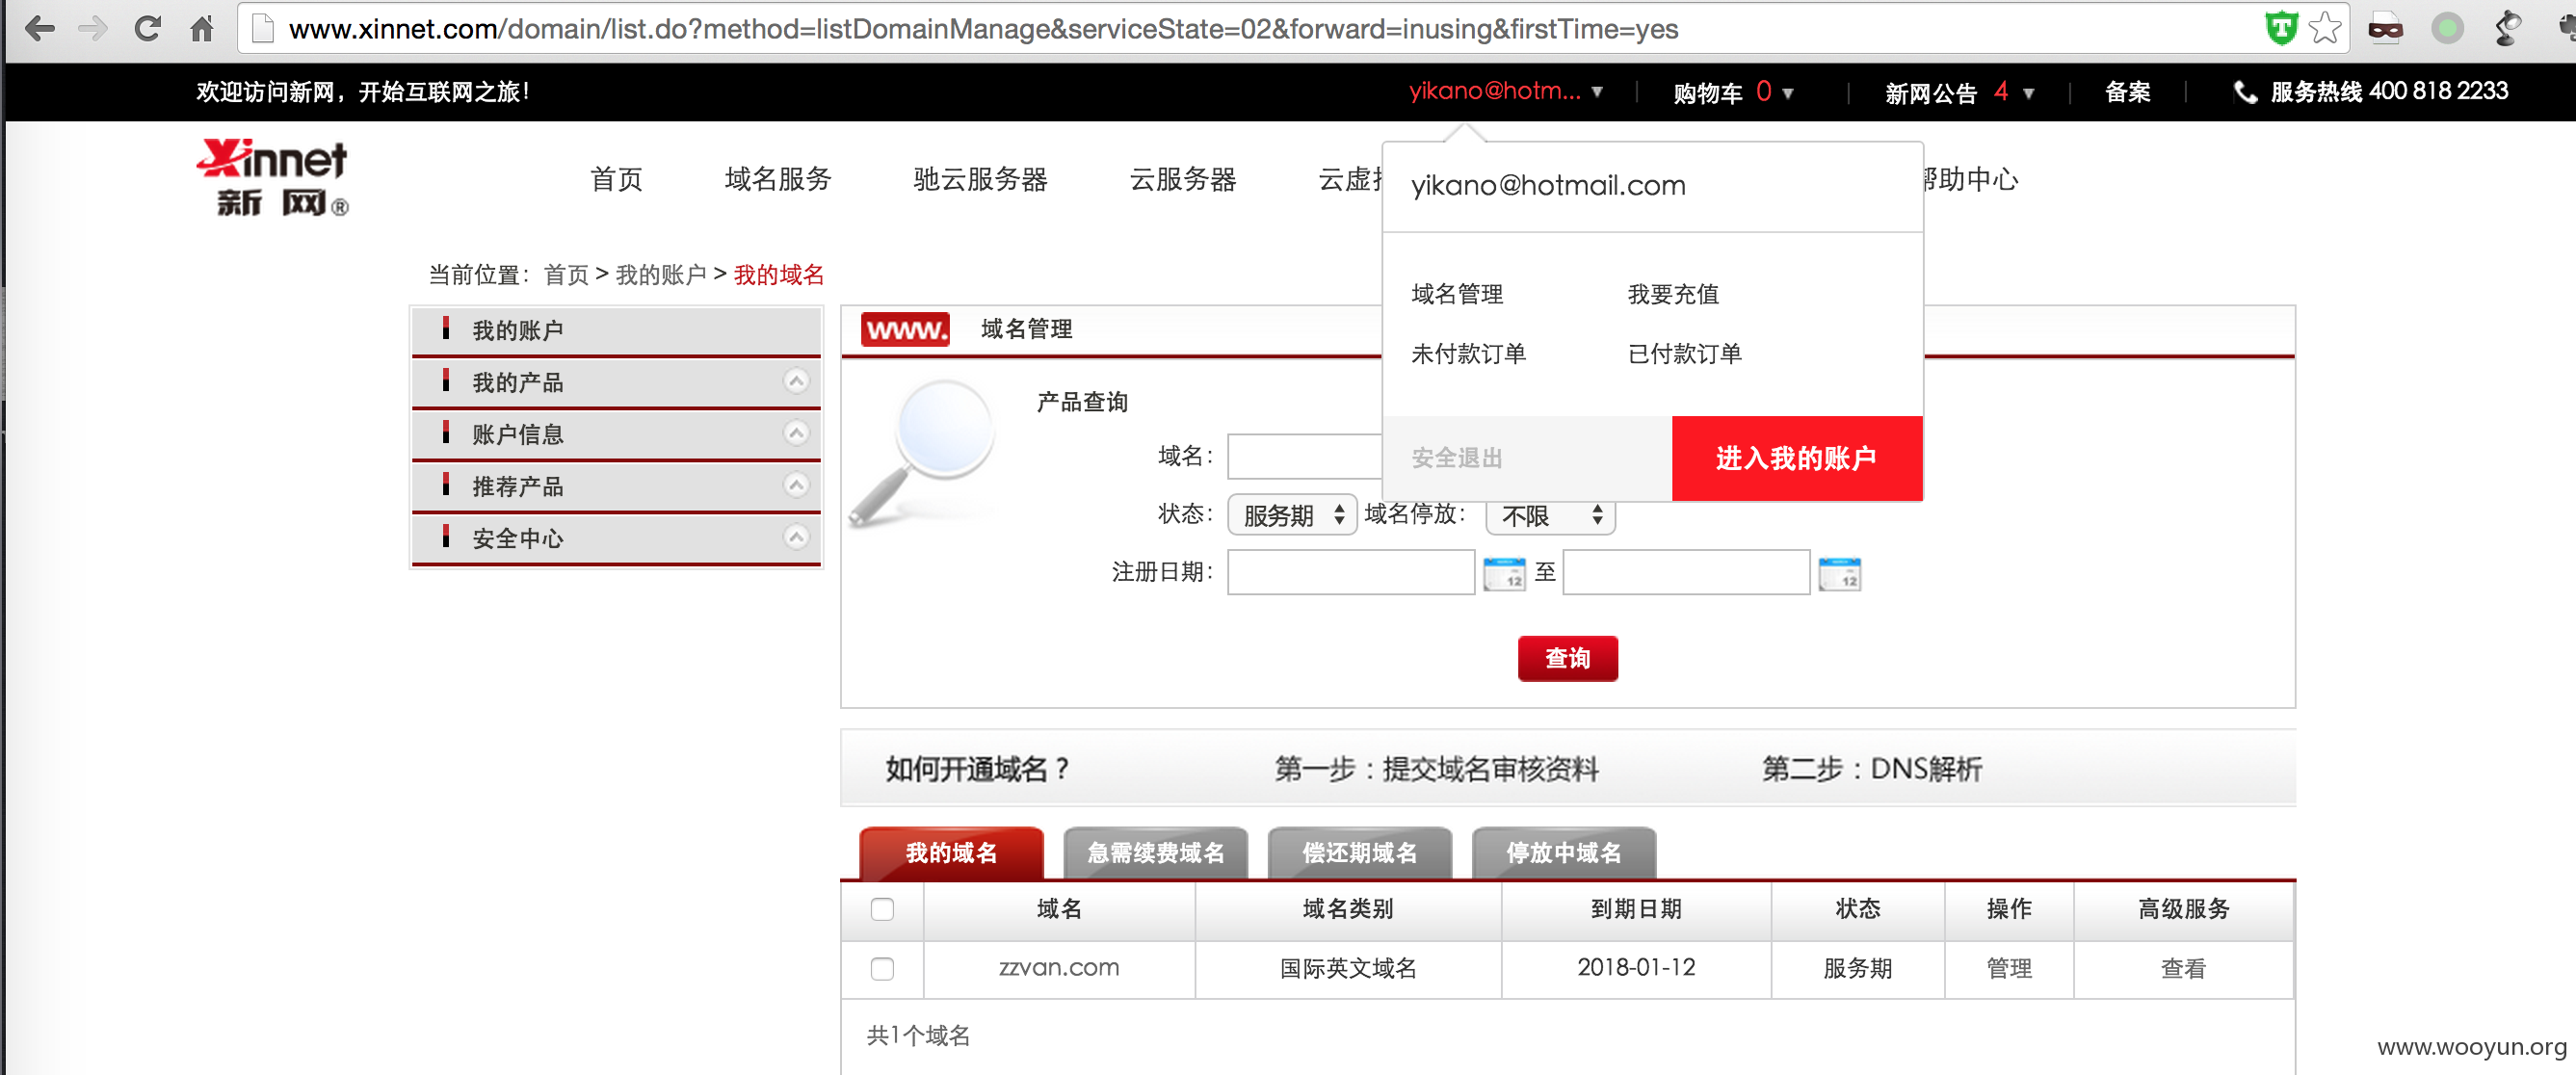 www.xinnet.com/domain/list.do?method=listDomainManage&serviceState=02&forward=inusing&firstTime=yes
欢迎访问新网，开始互联网之旅！
yikano@hotm... ▼
购物车 0 ▼
新网公告 4 ▼
备案
服务热线 400 818 2233
Xinnet
新 网®
首页
域名服务
驰云服务器
云服务器
云虚
帮助中心
yikano@hotmail.com
域名管理
我要充值
未付款订单
已付款订单
安全退出
进入我的账户
当前位置：首页 > 我的账户 > 我的域名
我的账户
我的产品
账户信息
推荐产品
安全中心
www. 域名管理
产品查询
域名：
状态： 服务期 域名停放： 不限
注册日期： 12 至 12
查询
如何开通域名？ 第一步：提交域名审核资料 第二步：DNS解析
我的域名 急需续费域名 偿还期域名 停放中域名
域名 域名类别 到期日期 状态 操作 高级服务
zzvan.com 国际英文域名 2018-01-12 服务期 管理 查看
共1个域名
www.wooyun.org